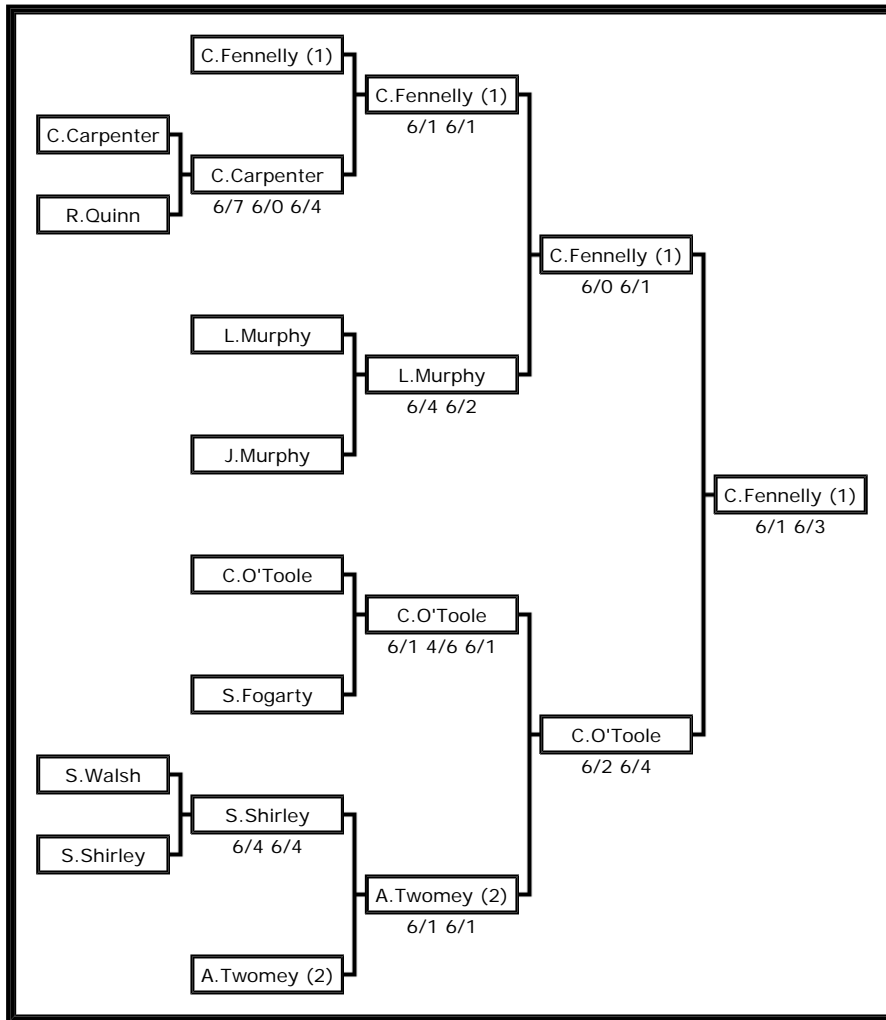 C.Fennelly (1)
C.Fennelly (1)
6/1 6/1
C.Carpenter
C.Carpenter
6/7 6/0 6/4
R.Quinn
C.Fennelly (1)
6/0 6/1
L.Murphy
L.Murphy
6/4 6/2
J.Murphy
C.Fennelly (1)
6/1 6/3
C.O'Toole
C.O'Toole
6/1 4/6 6/1
S.Fogarty
C.O'Toole
6/2 6/4
S.Walsh
S.Shirley
6/4 6/4
S.Shirley
A.Twomey (2)
6/1 6/1
A.Twomey (2)